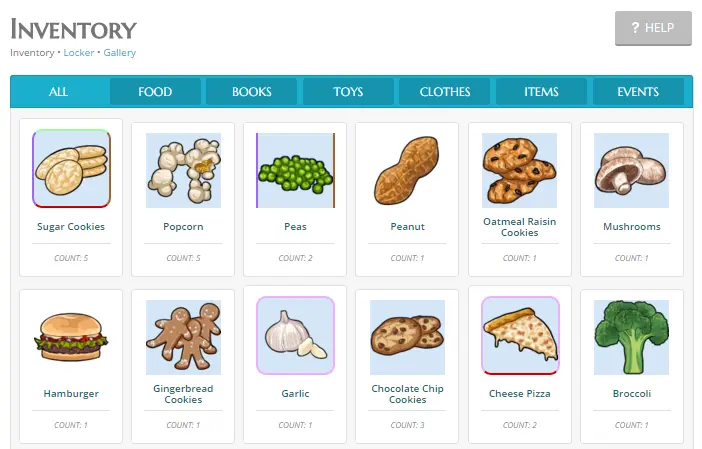 INVENTORY
? HELP
Inventory • Locker • Gallery
ALL
FOOD
BOOKS
TOYS
CLOTHES
ITEMS
EVENTS
Sugar Cookies
COUNT: 5
Popcorn
COUNT: 5
Peas
COUNT: 2
Peanut
COUNT: 1
Oatmeal Raisin
Cookies
COUNT: 1
Mushrooms
COUNT: 1
Hamburger
COUNT: 1
Gingerbread
Cookies
COUNT: 1
Garlic
COUNT: 1
Chocolate Chip
Cookies
COUNT: 3
Cheese Pizza
COUNT: 2
Broccoli
COUNT: 1